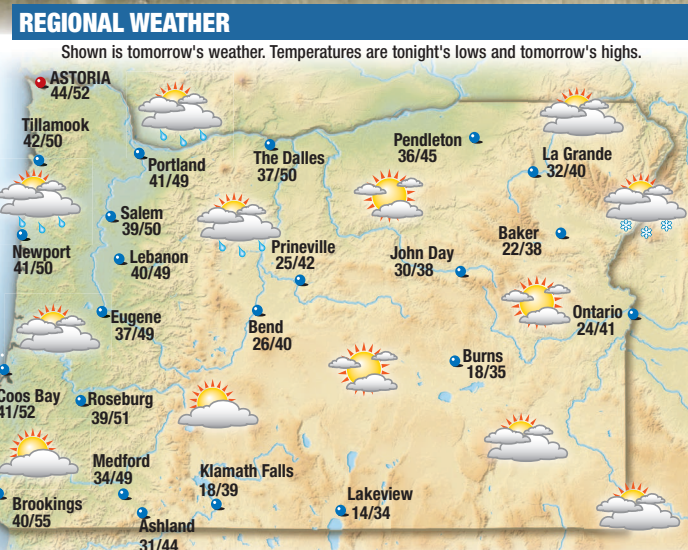 REGIONAL WEATHER
Shown is tomorrow's weather. Temperatures are tonight's lows and tomorrow's highs.
ASTORIA
44/52
Tillamook
42/50
Portland
41/49
The Dalles
37/50
Pendleton
36/45
La Grande
32/40
Salem
39/50
Newport
41/50
Lebanon
40/49
Prineville
25/42
John Day
30/38
Baker
22/38
Eugene
37/49
Bend
26/40
Ontario
24/41
Burns
18/35
Coos Bay
41/52
Roseburg
39/51
Medford
34/49
Klamath Falls
18/39
Lakeview
14/34
Brookings
40/55
Ashland
31/44